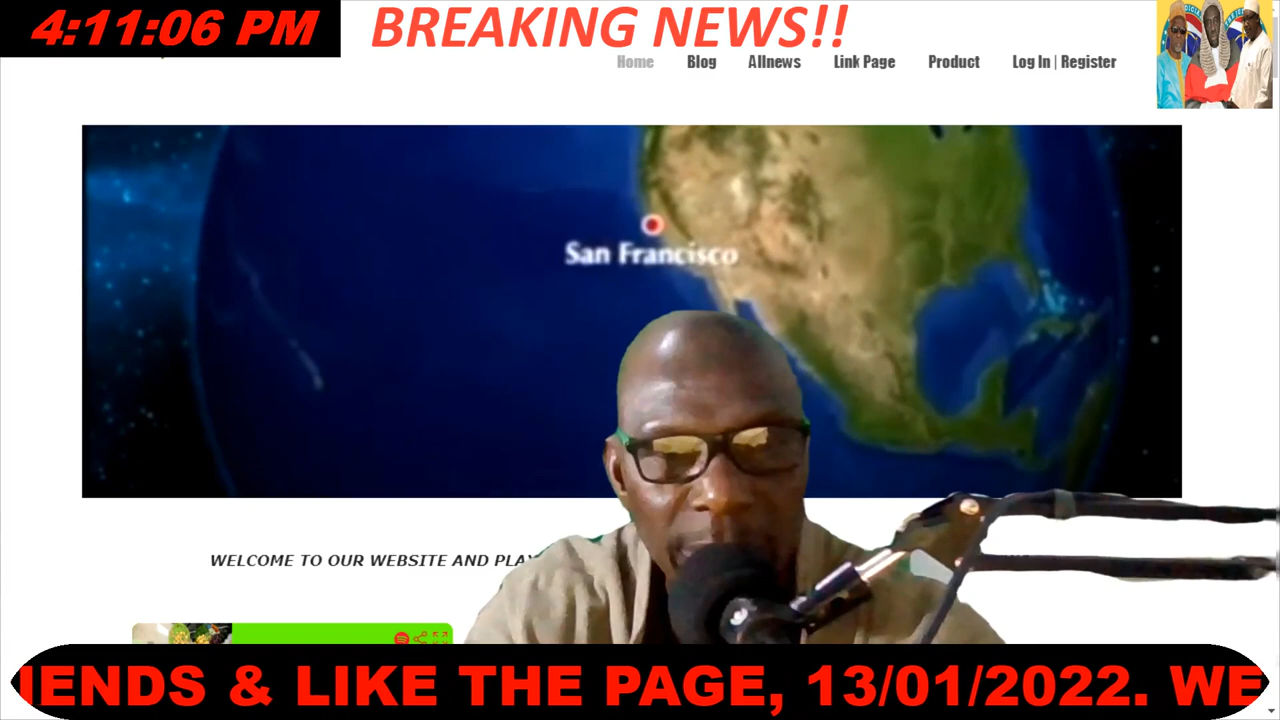 4:11:06 PM
BREAKING NEWS!!
Home Blog Allnews Link Page Product Log In | Register
San Francisco
WELCOME TO OUR WEBSITE AND PLAY
IENDS & LIKE THE PAGE, 13/01/2022. WE